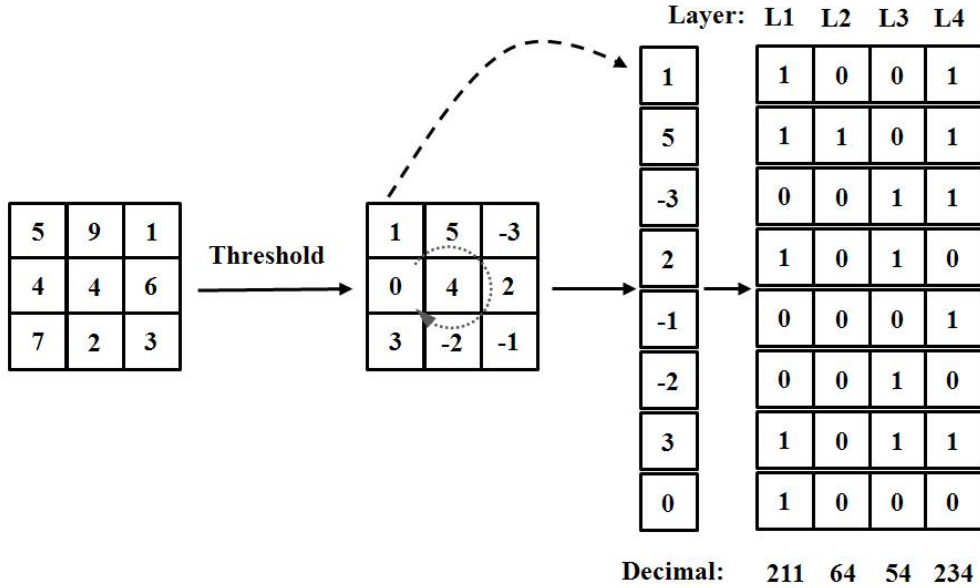 Layer: L1 L2 L3 L4
1 1 0 0 1
5 1 1 0 1
-3 0 0 1 1
5 9 1
1 5 -3
Threshold
2 1 0 1 0
4 4 6
0 4 2
-1 0 0 0 1
7 2 3
3 -2 -1
-2 0 0 1 0
3 1 0 1 1
0 1 0 0 0
Decimal: 211 64 54 234